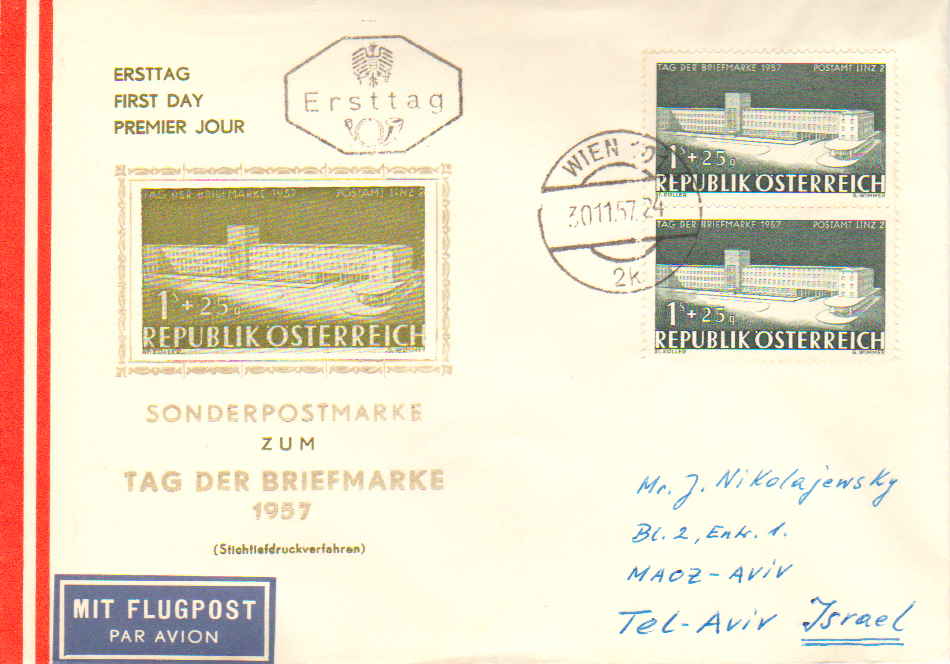 ERSTTAG
FIRST DAY
PREMIER JOUR
Ersttag
TAG DER BRIEFMARKE 1957 POSTAMT LINZ 2
1S + 25g
REPUBLIK ÖSTERREICH
SONDERPOSTMARKE
ZUM
TAG DER BRIEFMARKE
1957
(Stichtiefdruckverfahren)
MIT FLUGPOST
PAR AVION
TAG DER BRIEFMARKE 1957 POSTAMT LINZ 2
1S + 25g
REPUBLIK ÖSTERREICH
G. WIMMER
TAG DER BRIEFMARKE 1957 POSTAMT LINZ 2
1S + 25g
REPUBLIK ÖSTERREICH
G. WIMMER
WIEN
30.11.57.24
2k
Mr. J. Nikolajewsky
Bl. 2, Entr. 1.
MAOZ-AVIV
Tel-Aviv Israel